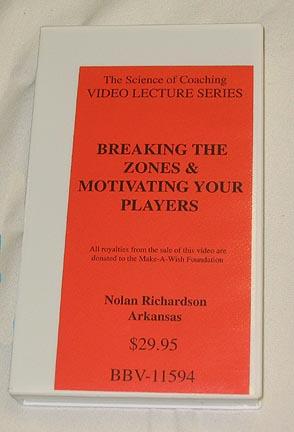 The Science of Coaching
VIDEO LECTURE SERIES
BREAKING THE
ZONES &
MOTIVATING YOUR
PLAYERS
All royalties from the sale of this video are
donated to the Make-A-Wish Foundation
Nolan Richardson
Arkansas
$29.95
BBV-11594